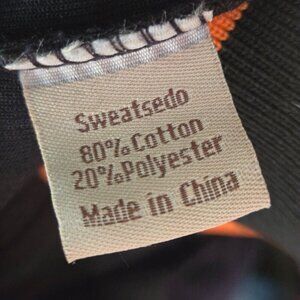 Sweatsedo
80%Cotton
20%Polyester
Made in China